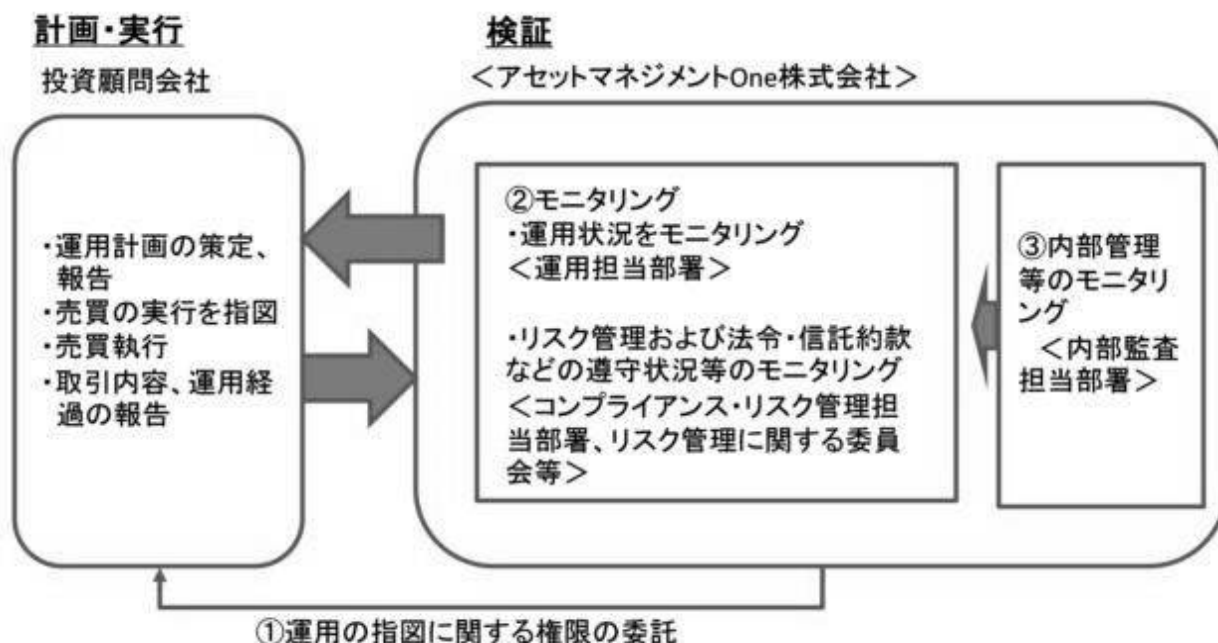 計画・実行
投資顧問会社
・運用計画の策定、
報告
・売買の実行を指図
・売買執行
・取引内容、運用経
過の報告
検証
＜アセットマネジメントOne株式会社＞
②モニタリング
・運用状況をモニタリング
＜運用担当部署＞
・リスク管理および法令・信託約款
などの遵守状況等のモニタリング
＜コンプライアンス・リスク管理担
当部署、リスク管理に関する委員
会等＞
③内部管理
等のモニタリ
ング
＜内部監査
担当部署＞
①運用の指図に関する権限の委託